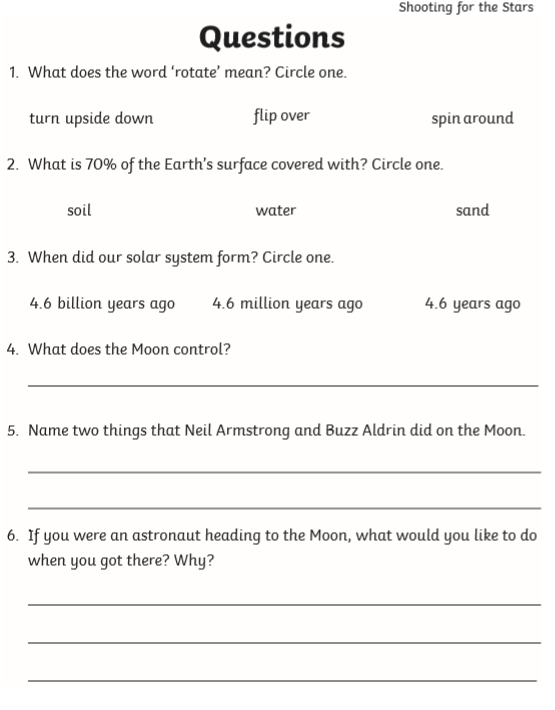 Shooting for the Stars
Questions
1. What does the word ‘rotate’ mean? Circle one.
turn upside down flip over spin around
2. What is 70% of the Earth’s surface covered with? Circle one.
soil water sand
3. When did our solar system form? Circle one.
4.6 billion years ago 4.6 million years ago 4.6 years ago
4. What does the Moon control?
5. Name two things that Neil Armstrong and Buzz Aldrin did on the Moon.
6. If you were an astronaut heading to the Moon, what would you like to do
when you got there? Why?